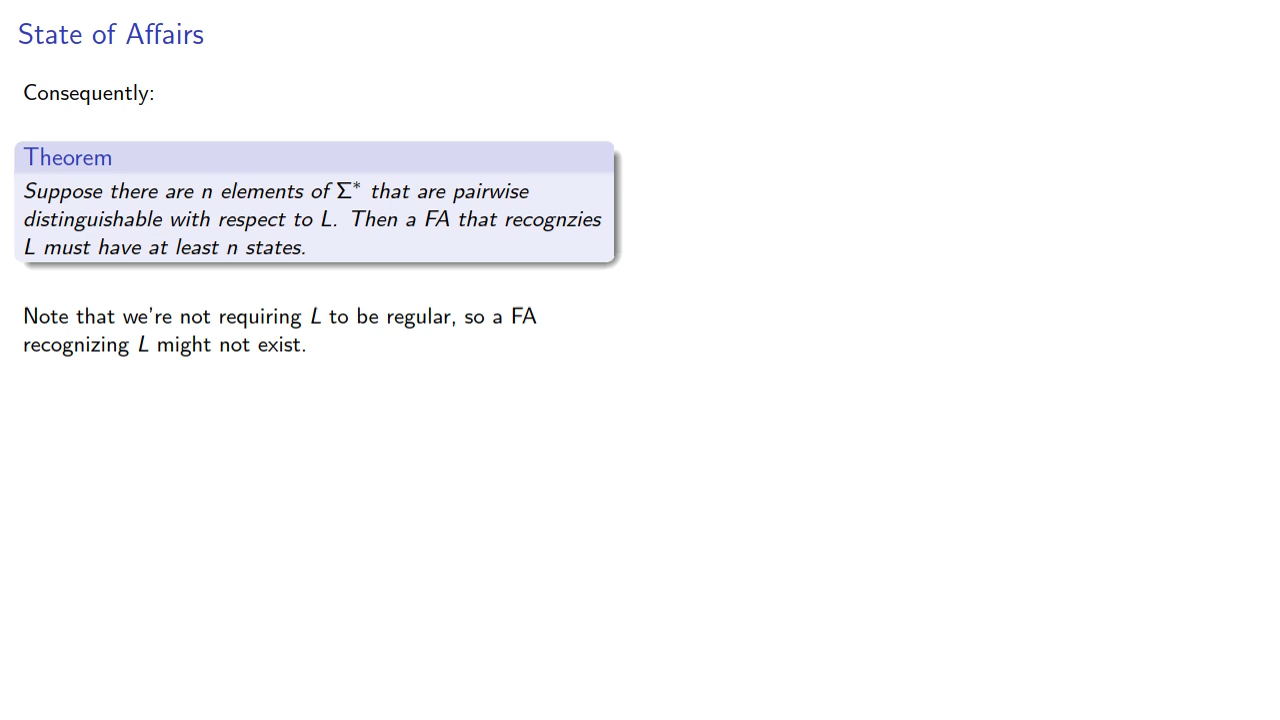 State of Affairs
Consequently:
Theorem
Suppose there are n elements of Σ* that are pairwise
distinguishable with respect to L. Then a FA that recognzies
L must have at least n states.
Note that we're not requiring L to be regular, so a FA
recognizing L might not exist.